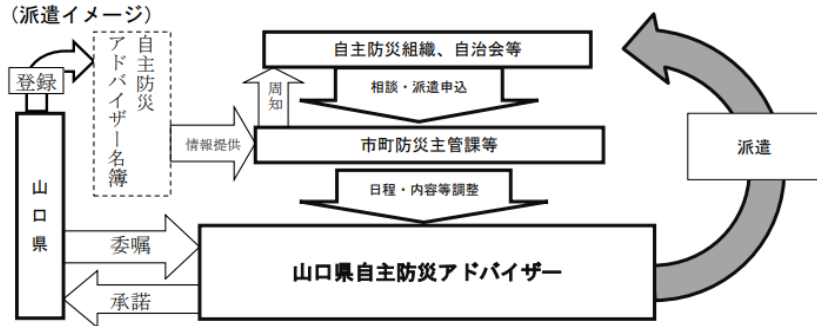 （派遣イメージ）
自主防災
アドバイザー名簿
登録
自主防災組織、自治会等
周知
相談・派遣申込
情報提供
市町防災主管課等
派遣
日程・内容等調整
山口県
委嘱
山口県自主防災アドバイザー
承諾